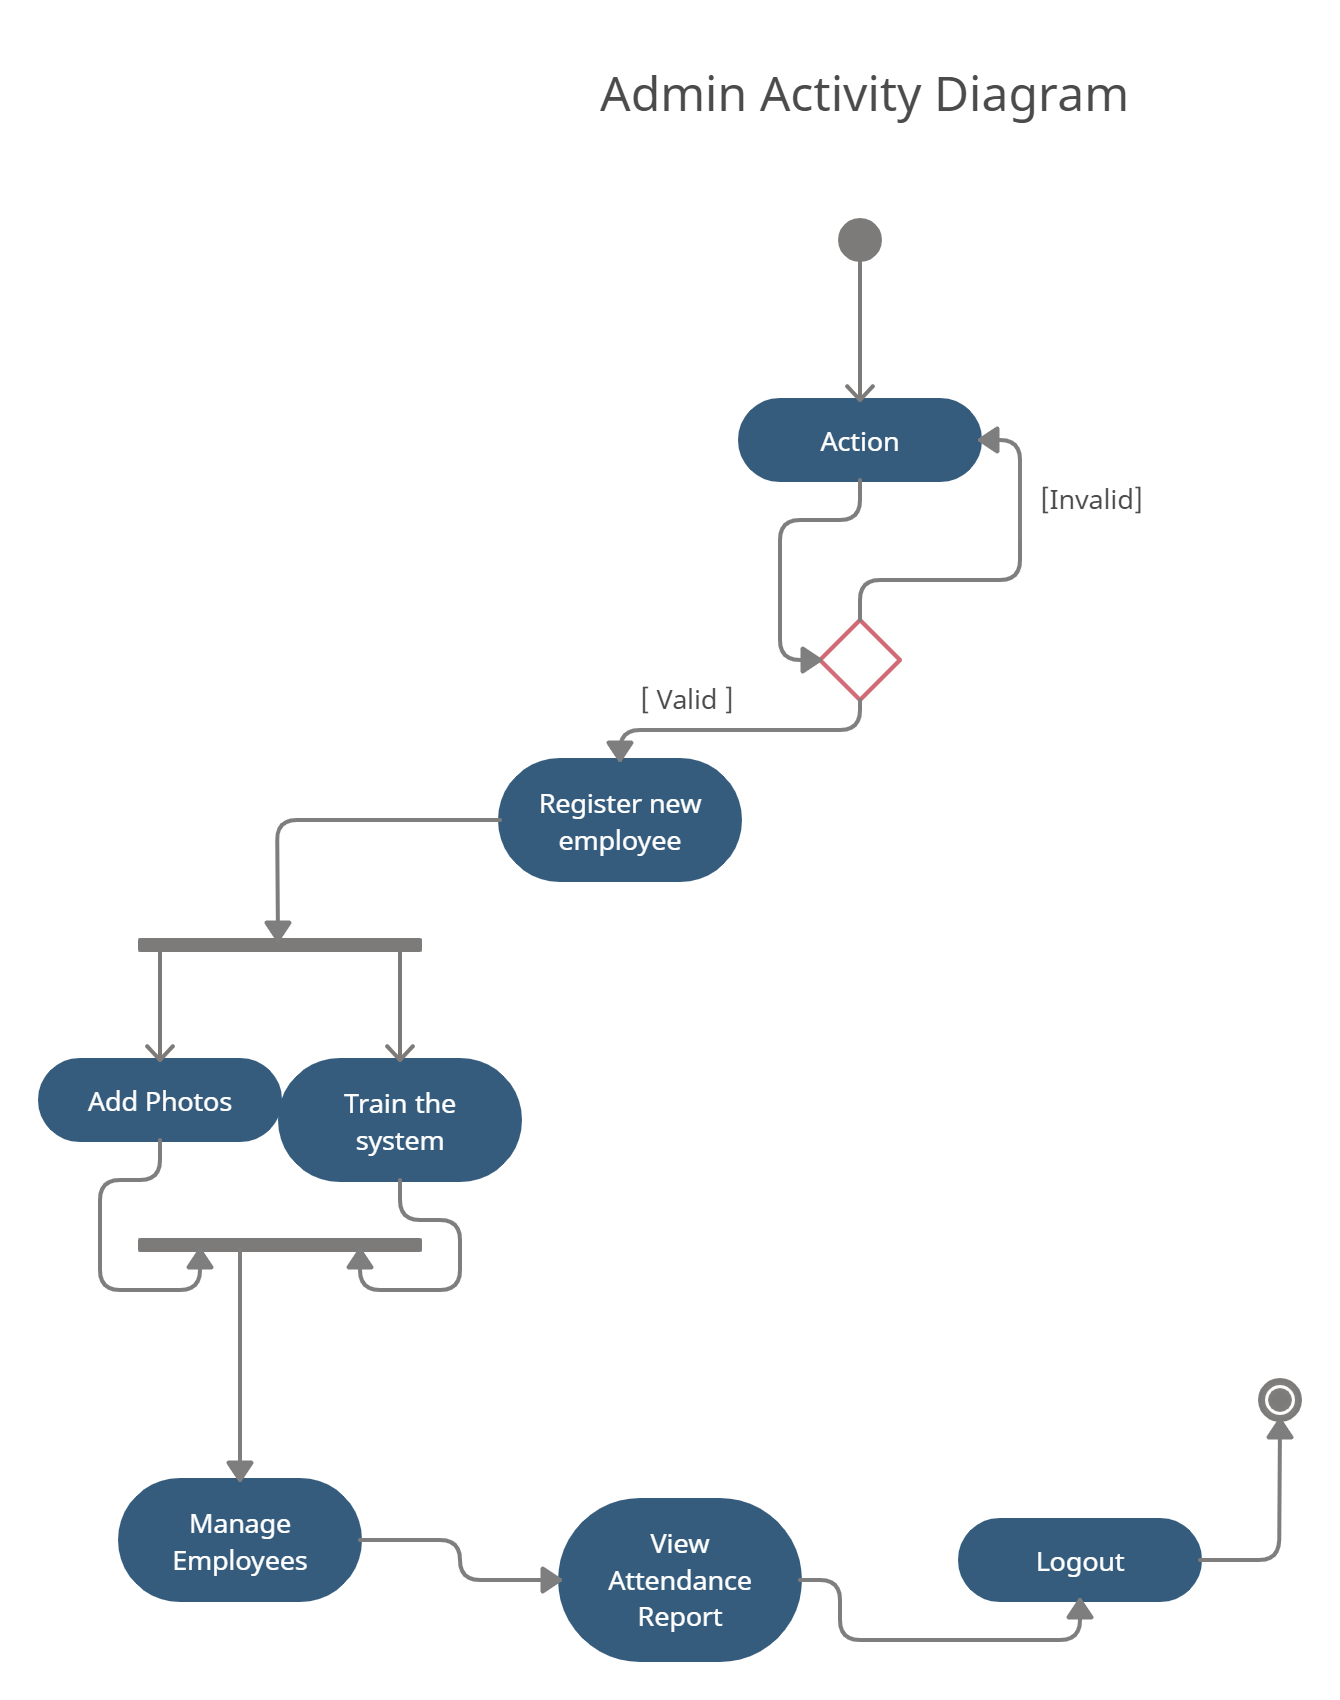 Admin Activity Diagram
Action
[Invalid]
[ Valid ]
Register new
employee
Add Photos
Train the
system
Manage
Employees
View
Attendance
Report
Logout